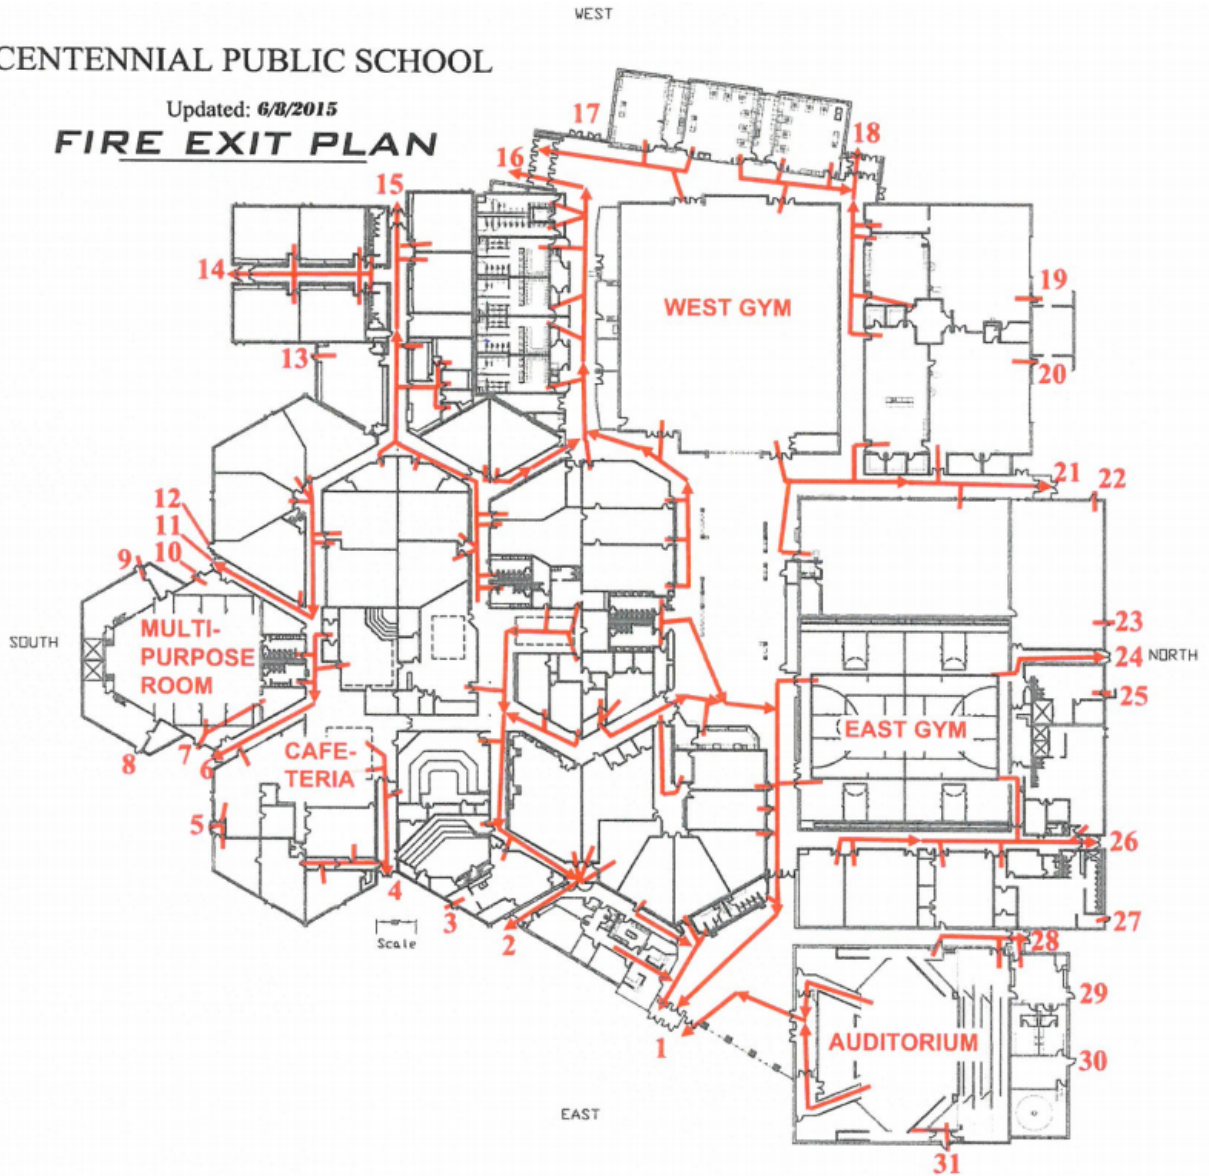 WEST
CENTENNIAL PUBLIC SCHOOL
Updated: 6/8/2015
FIRE EXIT PLAN
17
18
16
15
14
19
WEST GYM
13
20
21
22
12
11
10
9
23
SOUTH
MULTI-
PURPOSE
ROOM
24
NORTH
25
EAST GYM
7
6
8
CAFE-
TERIA
5
26
4
3
27
Scale
2
28
29
1
AUDITORIUM
30
EAST
31